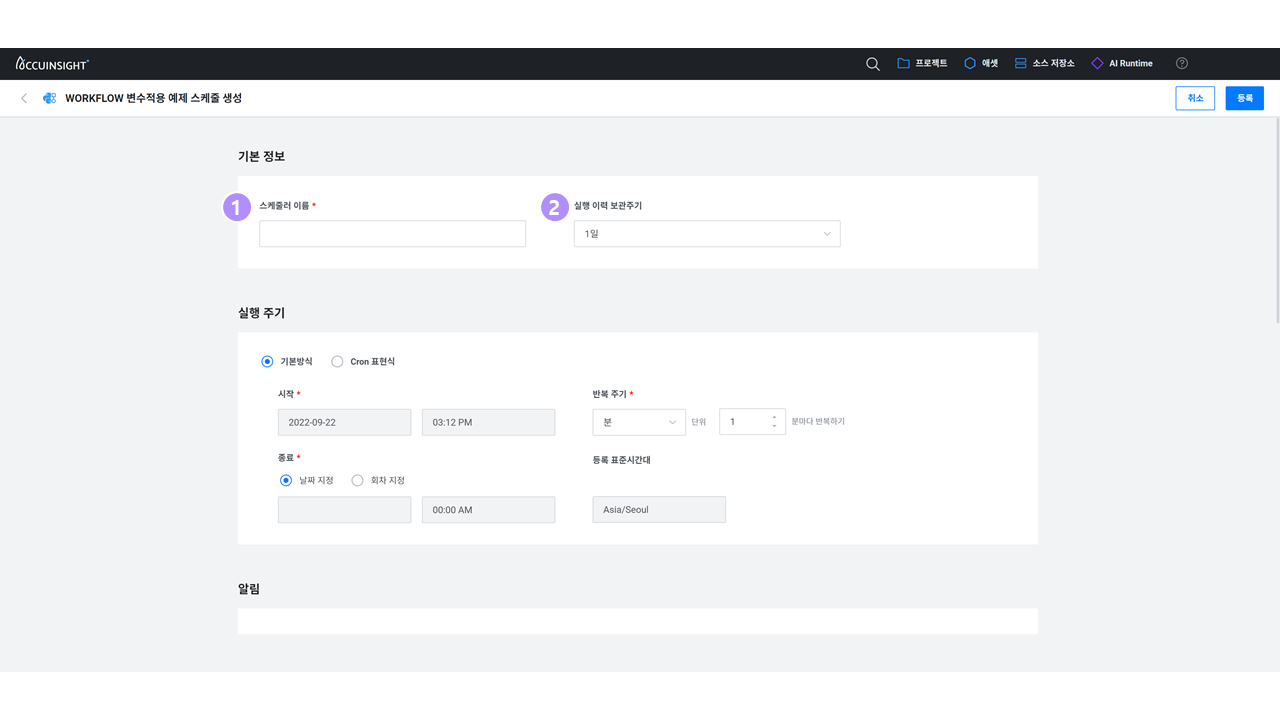 ACCUINSIGHT+
프로젝트
애셋
소스 저장소
AI Runtime
?
WORKFLOW 변수적용 예제 스케줄 생성
취소
등록
기본 정보
1
스케줄러 이름 *
2
실행 이력 보관주기
1일
실행 주기
기본방식
Cron 표현식
시작 *
반복 주기 *
2022-09-22
03:12 PM
분
단위
1
분마다 반복하기
종료 *
등록 표준시간대
날짜 지정
회차 지정
00:00 AM
Asia/Seoul
알림